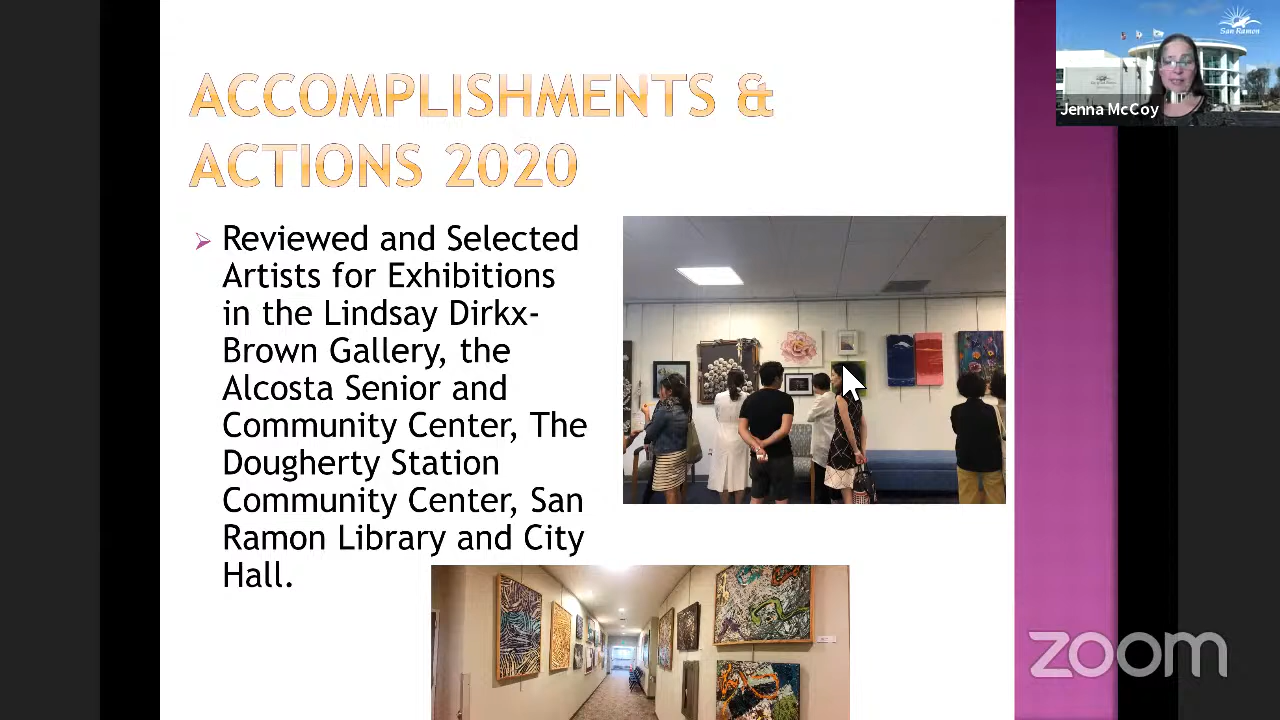 San Ramon
Jenna McCoy
ACCOMPLISHMENTS &
ACTIONS 2020
➢ Reviewed and Selected
Artists for Exhibitions
in the Lindsay Dirkx-
Brown Gallery, the
Alcosta Senior and
Community Center, The
Dougherty Station
Community Center, San
Ramon Library and City
Hall.
zoom